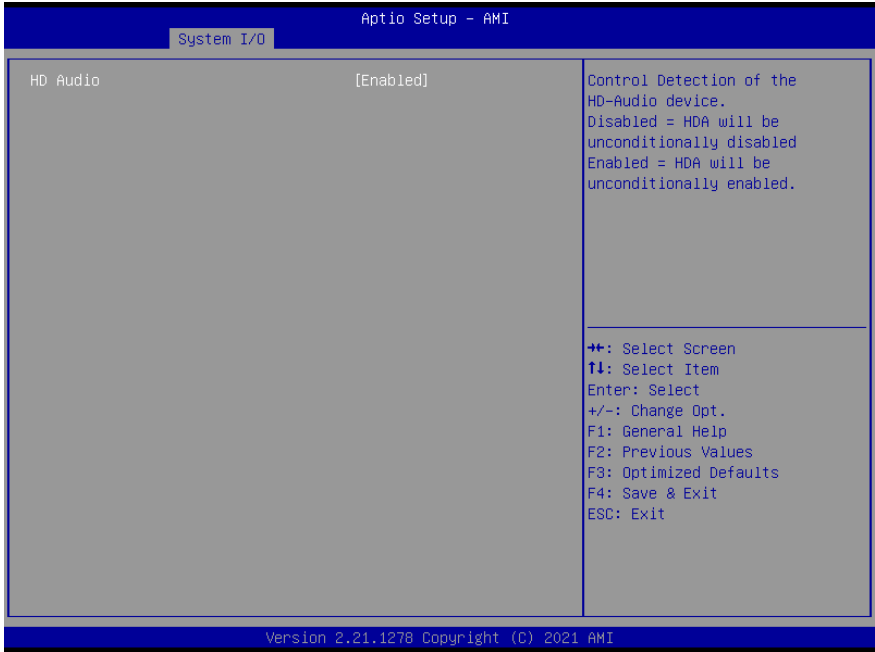 Aptio Setup – AMI
System I/O
HD Audio [Enabled]
Control Detection of the
HD-Audio device.
Disabled = HDA will be
unconditionally disabled
Enabled = HDA will be
unconditionally enabled.
→←: Select Screen
↑↓: Select Item
Enter: Select
+/-: Change Opt.
F1: General Help
F2: Previous Values
F3: Optimized Defaults
F4: Save & Exit
ESC: Exit
Version 2.21.1278 Copyright (C) 2021 AMI